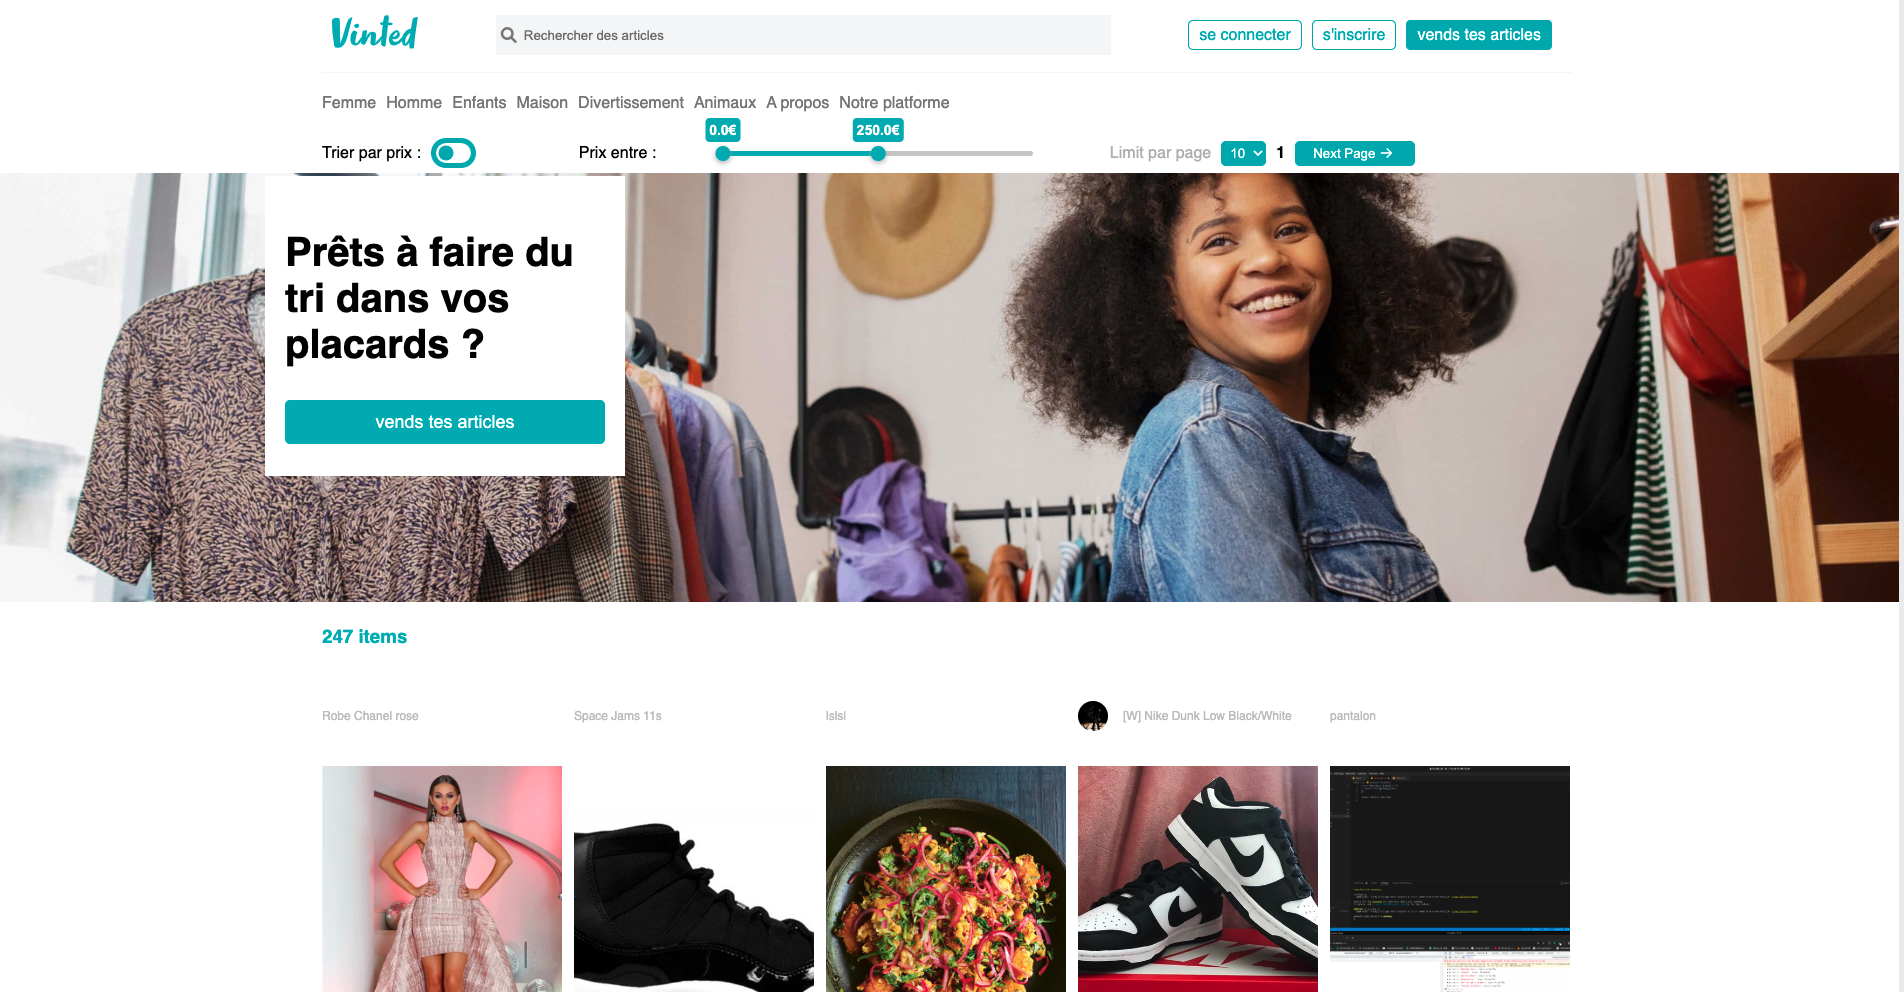 Vinted
Rechercher des articles
se connecter
s'inscrire
vends tes articles
Femme Homme Enfants Maison Divertissement Animaux A propos Notre platforme
0.0€
250.0€
Trier par prix :
Prix entre :
Limit par page
10
1
Next Page →
Prêts à faire du
tri dans vos
placards ?
vends tes articles
247 items
Robe Chanel rose
Space Jams 11s
lslsl
[W] Nike Dunk Low Black/White
pantalon